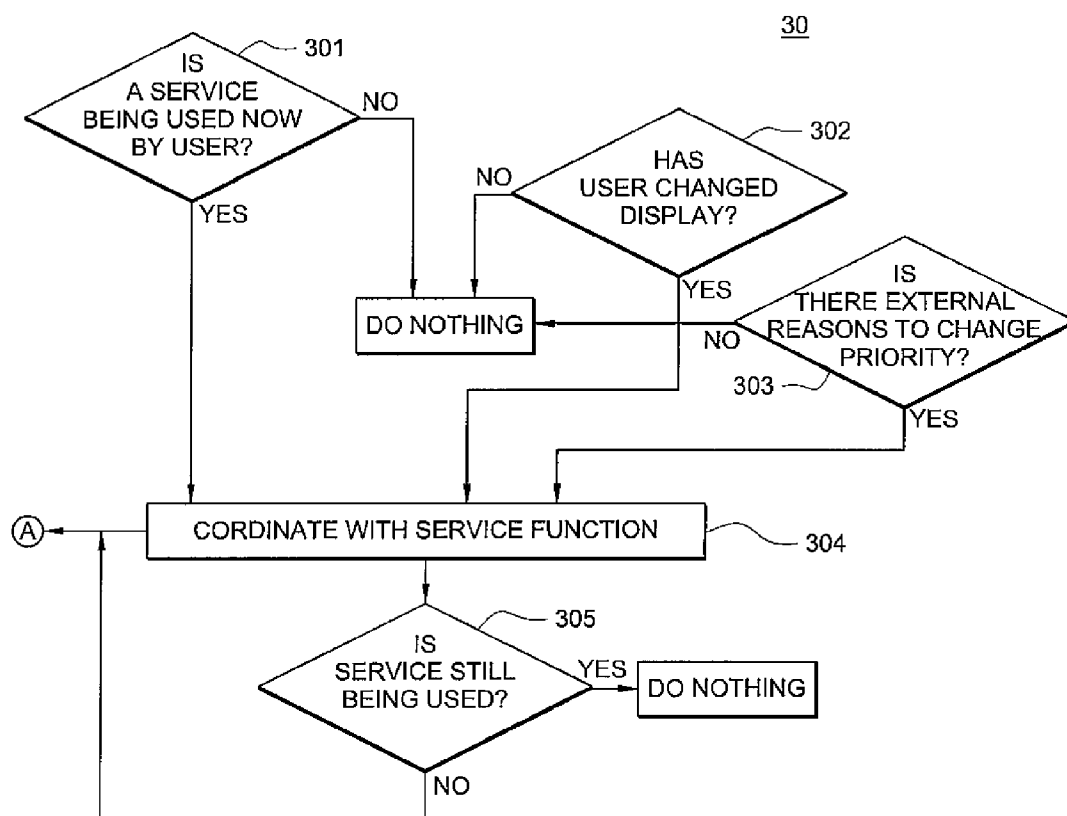 30
301
IS
A SERVICE
BEING USED NOW
BY USER?
NO
YES
302
HAS
USER CHANGED
DISPLAY?
NO
YES
IS
THERE EXTERNAL
REASONS TO CHANGE
PRIORITY?
NO
303
YES
DO NOTHING
A
CORDINATE WITH SERVICE FUNCTION
304
305
IS
SERVICE STILL
BEING USED?
YES
DO NOTHING
NO